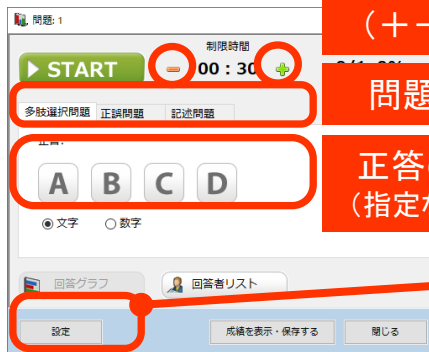 問題: 1
（＋－
制限時間
START
00 : 30
問題
多肢選択問題 正誤問題 記述問題
正答
A B C D
（指定
文字 数字
回答グラフ 回答者リスト
設定 成績を表示・保存する 閉じる